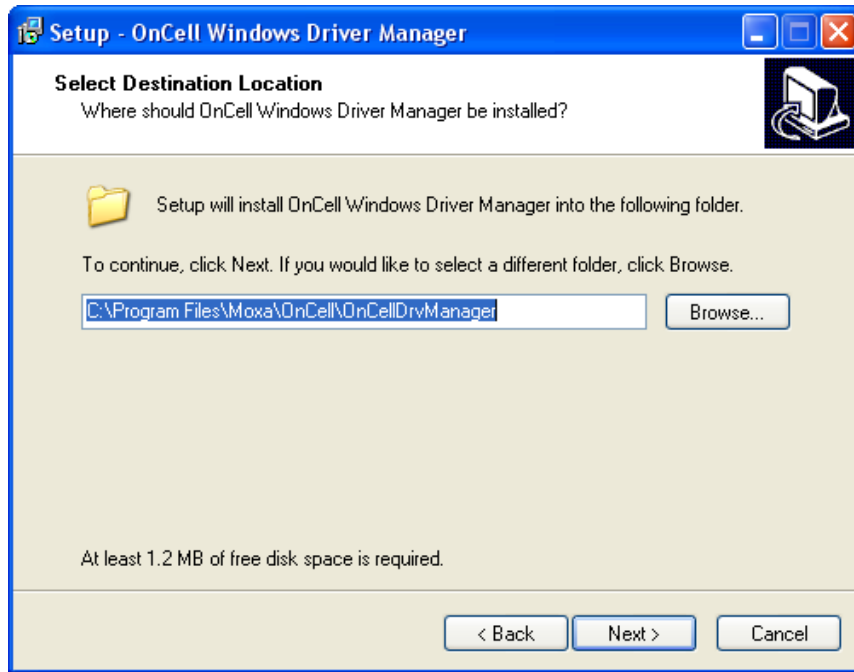 Setup - OnCell Windows Driver Manager
Select Destination Location
Where should OnCell Windows Driver Manager be installed?
Setup will install OnCell Windows Driver Manager into the following folder.
To continue, click Next. If you would like to select a different folder, click Browse.
C:\Program Files\Moxa\OnCell\OnCellDrvManager
Browse...
At least 1.2 MB of free disk space is required.
< Back
Next >
Cancel